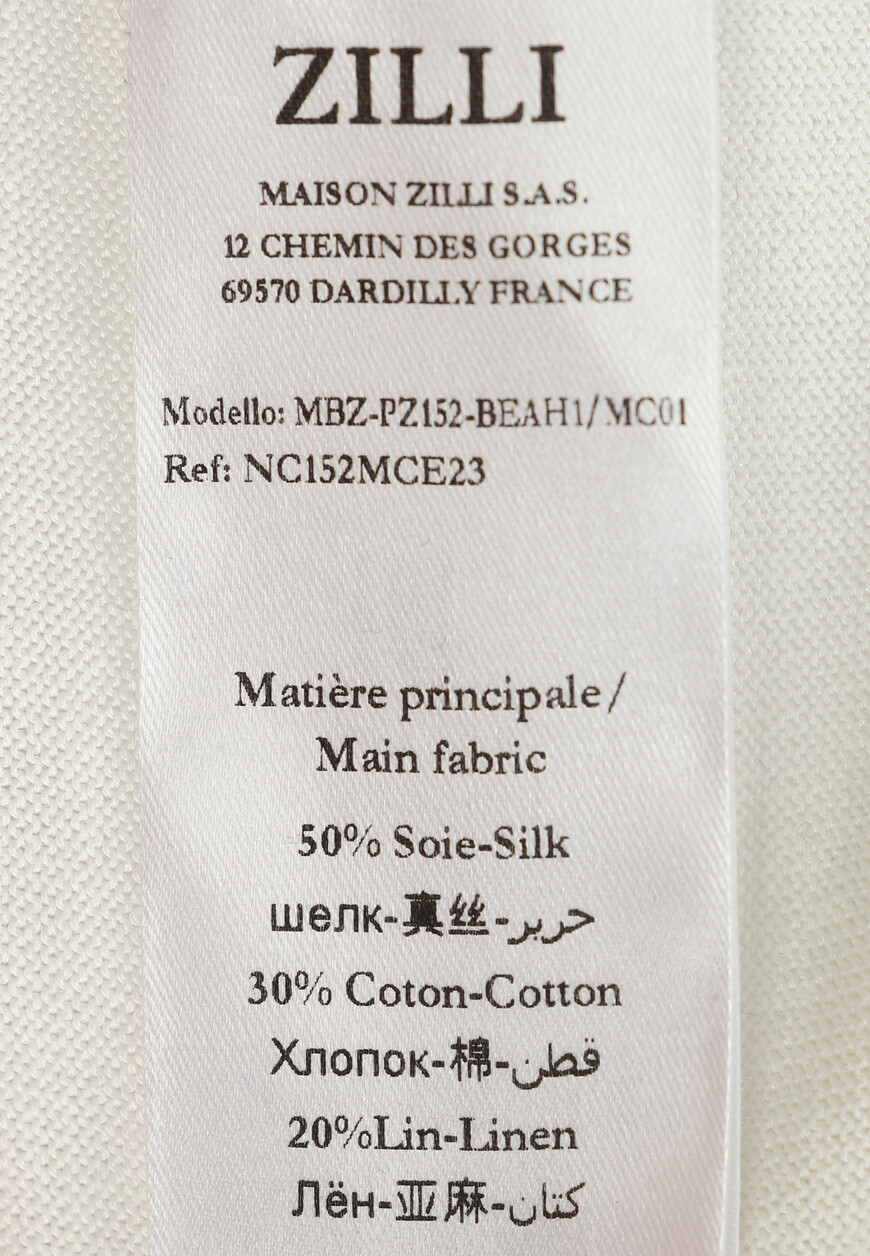 ZILLI
MAISON ZILLI S.A.S.
12 CHEMIN DES GORGES
69570 DARDILLY FRANCE
Modello: MBZ-PZ152-BEAH1/MC01
Ref: NC152MCE23
Matière principale/
Main fabric
50% Soie-Silk
шелк-真丝-حرير
30% Coton-Cotton
Хлопок-棉-قطن
20%Lin-Linen
Лён-亚麻-كتان